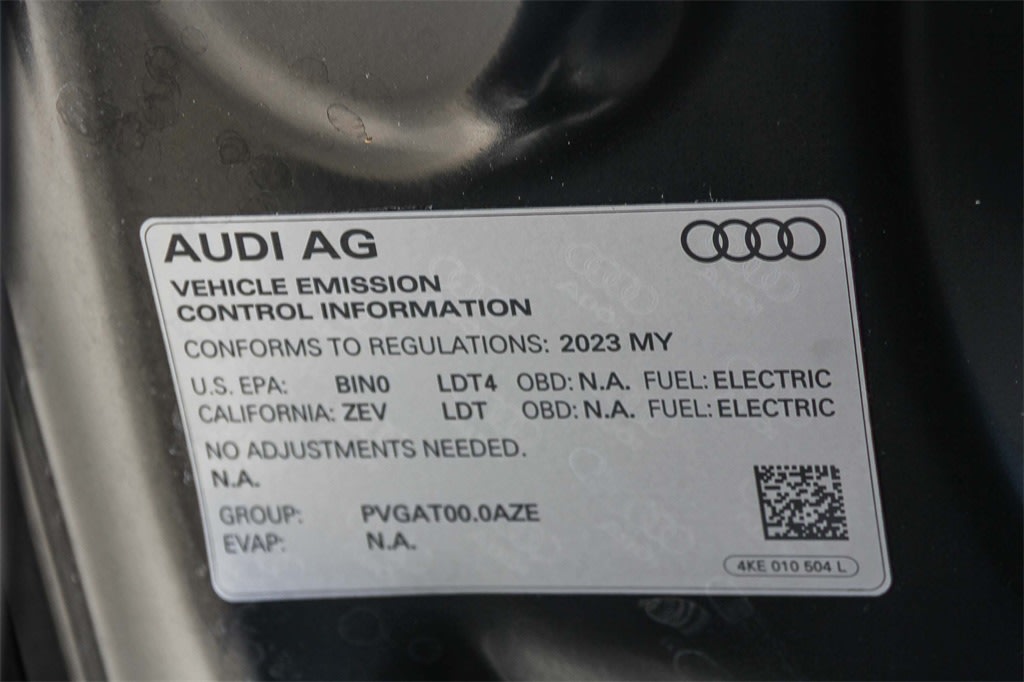 AUDI AG
VEHICLE EMISSION
CONTROL INFORMATION
CONFORMS TO REGULATIONS: 2023 MY
U.S. EPA: BIN0 LDT4 OBD: N.A. FUEL: ELECTRIC
CALIFORNIA: ZEV LDT OBD: N.A. FUEL: ELECTRIC
NO ADJUSTMENTS NEEDED.
N.A.
GROUP: PVGAT00.0AZE
EVAP: N.A.
4KE 010 504 L